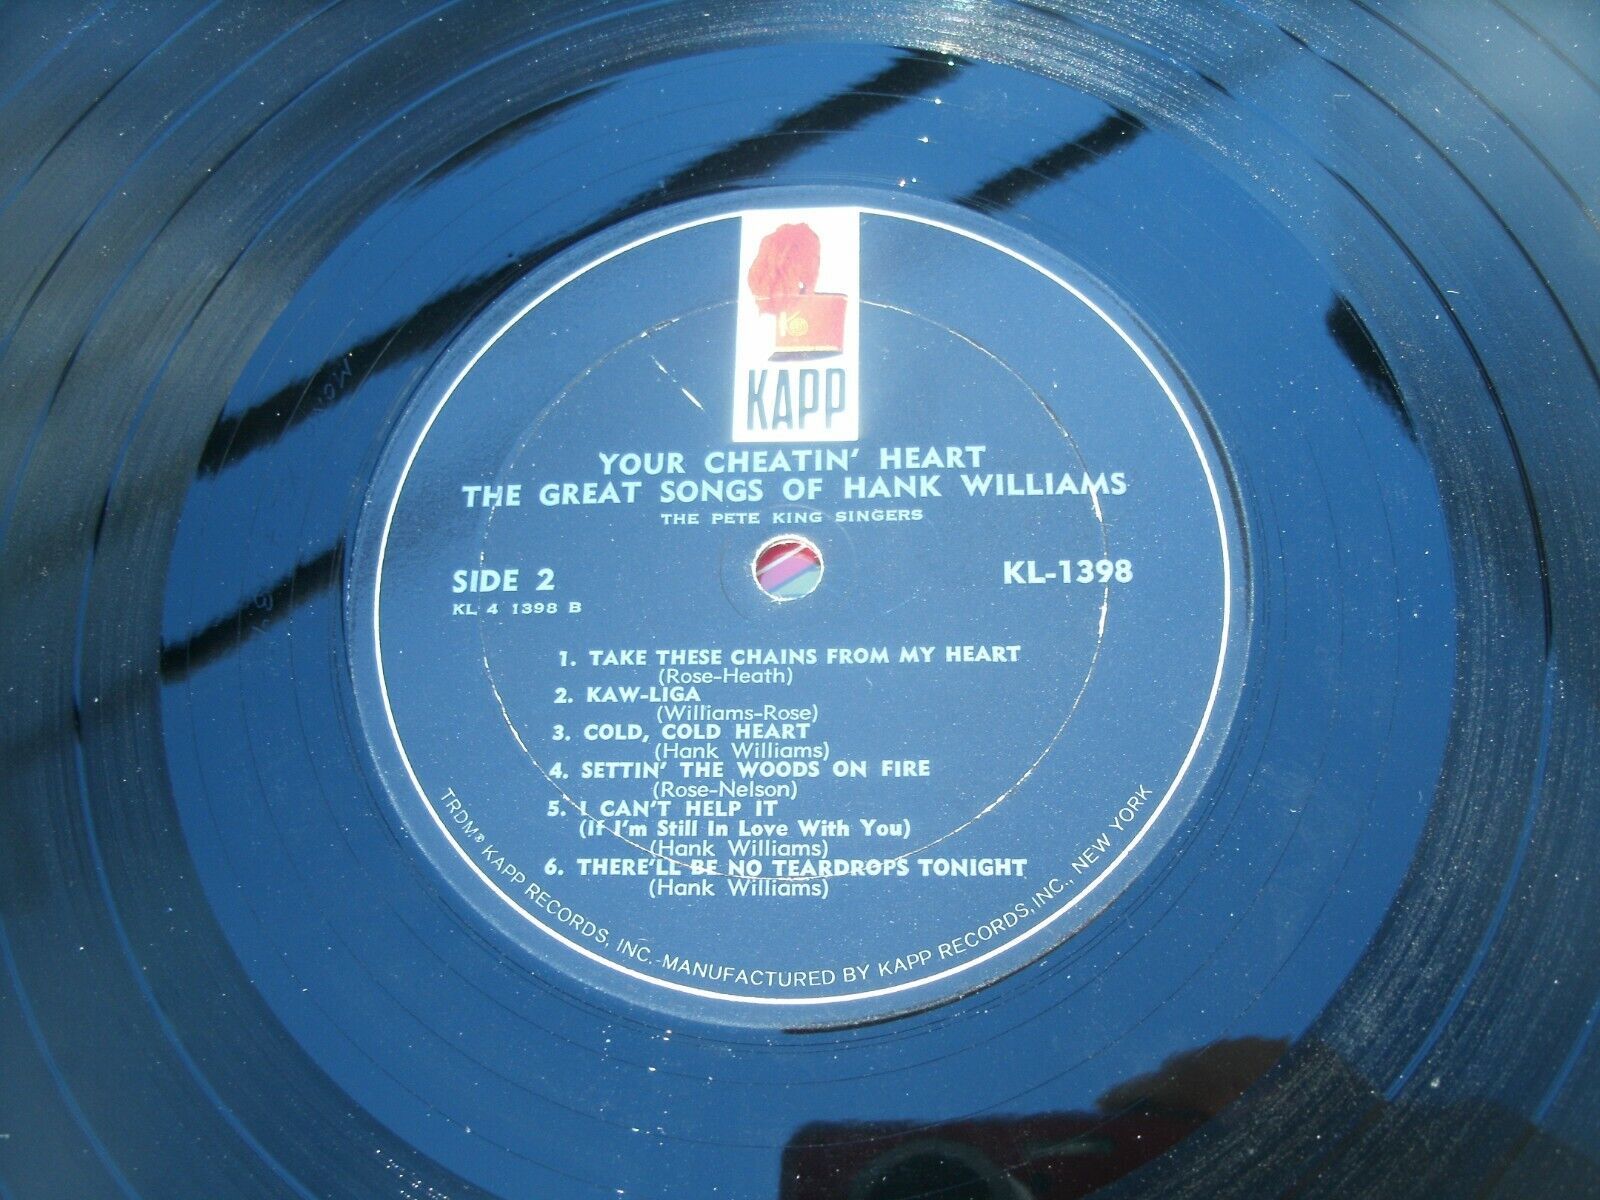 KAPP
YOUR CHEATIN' HEART
THE GREAT SONGS OF HANK WILLIAMS
THE PETE KING SINGERS
SIDE 2
KL 4 1398 B
KL-1398
1. TAKE THESE CHAINS FROM MY HEART
(Rose-Heath)
2. KAW-LIGA
(Williams-Rose)
3. COLD, COLD HEART
(Hank Williams)
4. SETTIN' THE WOODS ON FIRE
(Rose-Nelson)
5. I CAN'T HELP IT
(If I'm Still In Love With You)
(Hank Williams)
6. THERE'LL BE NO TEARDROPS TONIGHT
(Hank Williams)
TRDM® KAPP RECORDS, INC.-MANUFACTURED BY KAPP RECORDS, INC., NEW YORK